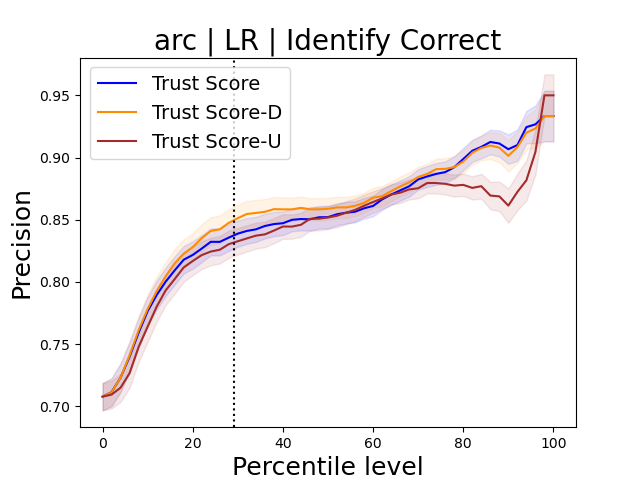 arc | LR | Identify Correct
Trust Score
Trust Score-D
Trust Score-U
Precision
0.95
0.90
0.85
0.80
0.75
0.70
0 20 40 60 80 100
Percentile level